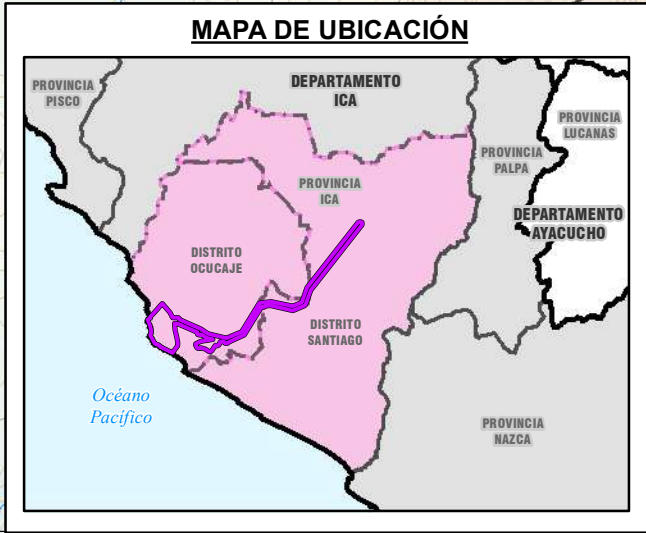 MAPA DE UBICACIÓN
DEPARTAMENTO
ICA
PROVINCIA
PISCO
PROVINCIA
LUCANAS
PROVINCIA
PALPA
PROVINCIA
ICA
DEPARTAMENTO
AYACUCHO
DISTRITO
OCUCAJE
DISTRITO
SANTIAGO
Océano
Pacífico
PROVINCIA
NAZCA